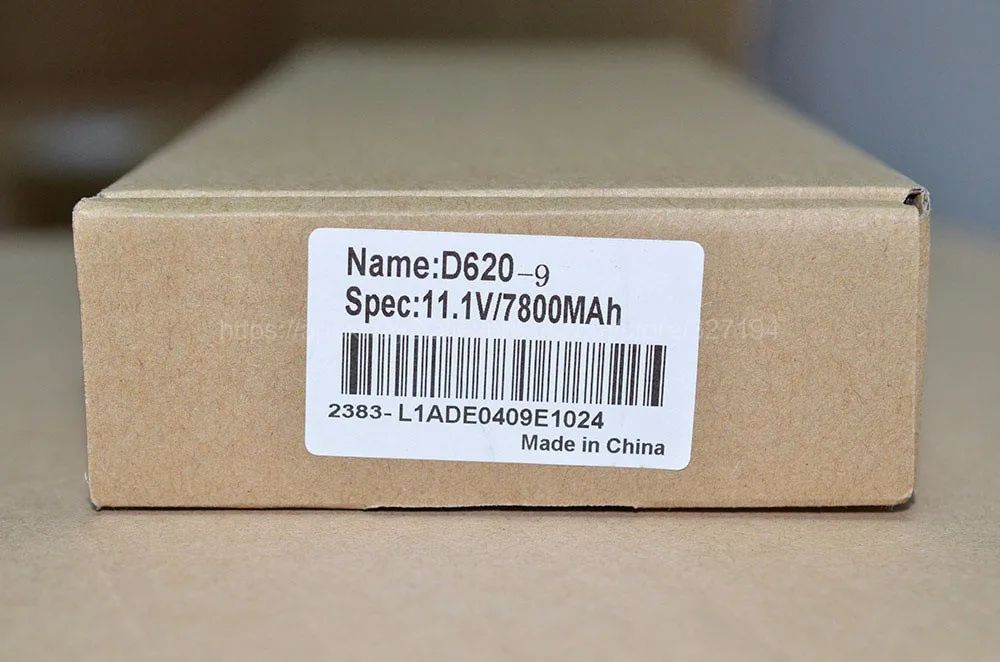 Name:D620-9
Spec:11.1V/7800MAh
2383-L1ADE0409E1024
Made in China